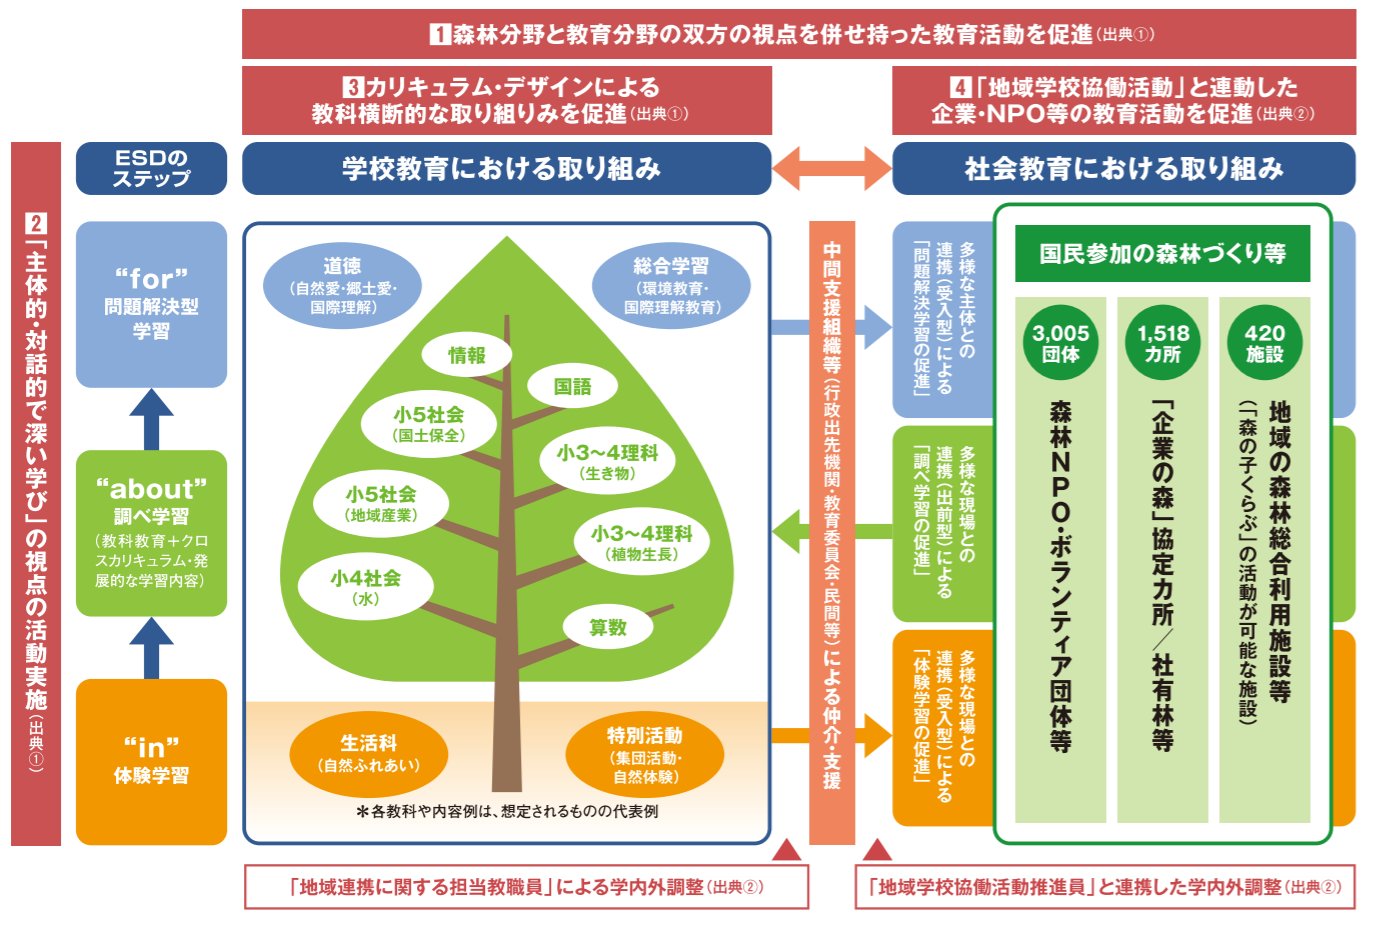 1 森林分野と教育分野の双方の視点を併せ持った教育活動を促進（出典①）
3 カリキュラム・デザインによる
教科横断的な取り組りみを促進（出典①）
4 「地域学校協働活動」と連動した
企業・NPO等の教育活動を促進（出典②）
2 「主体的・対話的で深い学び」の視点の活動実施（出典①）
ESDの
ステップ
学校教育における取り組み
社会教育における取り組み
“for”
問題解決型
学習
“about”
調べ学習
（教科教育＋クロ
スカリキュラム・発
展的な学習内容）
“in”
体験学習
道徳
（自然愛・郷土愛・
国際理解）
総合学習
（環境教育・
国際理解教育）
情報
国語
小5社会
（国土保全）
小3〜4理科
（生き物）
小5社会
（地域産業）
小3〜4理科
（植物生長）
小4社会
（水）
算数
生活科
（自然ふれあい）
特別活動
（集団活動・
自然体験）
＊各教科や内容例は、想定されるものの代表例
中間支援組織等（行政出先機関・教育委員会・民間等）による仲介・支援
多様な主体との
連携（受入型）による
「問題解決学習の促進」
多様な現場との
連携（出前型）による
「調べ学習の促進」
多様な現場との
連携（受入型）による
「体験学習の促進」
国民参加の森林づくり等
3,005
団体
森林NPO・ボランティア団体等
1,518
カ所
「企業の森」協定カ所／社有林等
420
施設
地域の森林総合利用施設等
（「森の子くらぶ」の活動が可能な施設）
「地域連携に関する担当教職員」による学内外調整（出典②）
「地域学校協働活動推進員」と連携した学内外調整（出典②）